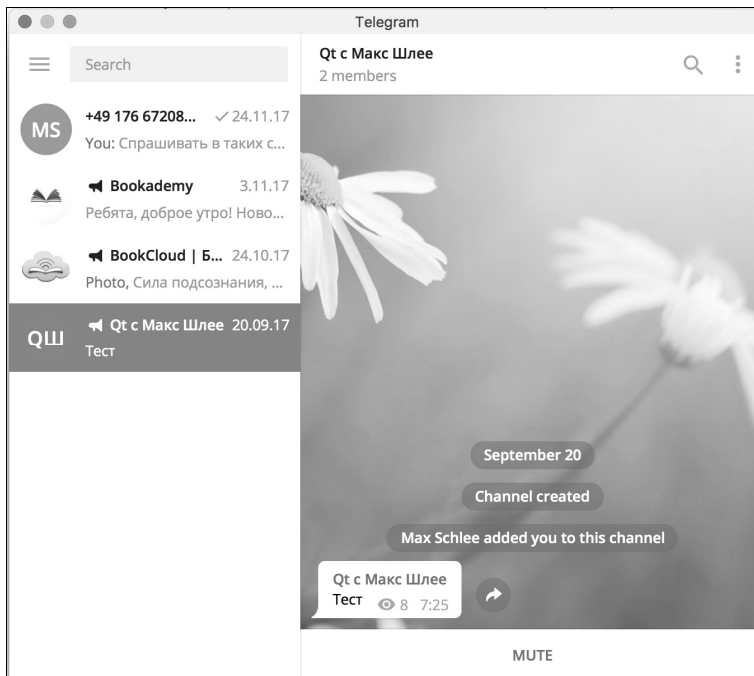 Telegram
Search
MS
+49 176 67208... 24.11.17
You: Спрашивать в таких с...
Bookademy 3.11.17
Ребята, доброе утро! Ново...
BookCloud | Б... 24.10.17
Photo, Сила подсознания, ...
QШ
Qt с Макс Шлее 20.09.17
Тест
Qt с Макс Шлее
2 members
September 20
Channel created
Max Schlee added you to this channel
Qt с Макс Шлее
Тест 8 7:25
MUTE